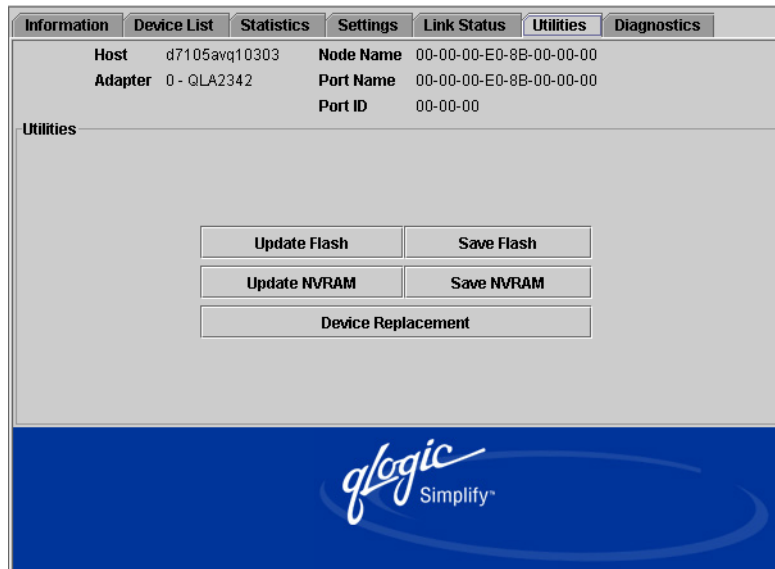 Information Device List Statistics Settings Link Status Utilities Diagnostics
Host d7105avq10303 Node Name 00-00-00-E0-8B-00-00-00
Adapter 0 - QLA2342 Port Name 00-00-00-E0-8B-00-00-00
Port ID 00-00-00
Utilities
Update Flash Save Flash
Update NVRAM Save NVRAM
Device Replacement
qlogic
Simplify™